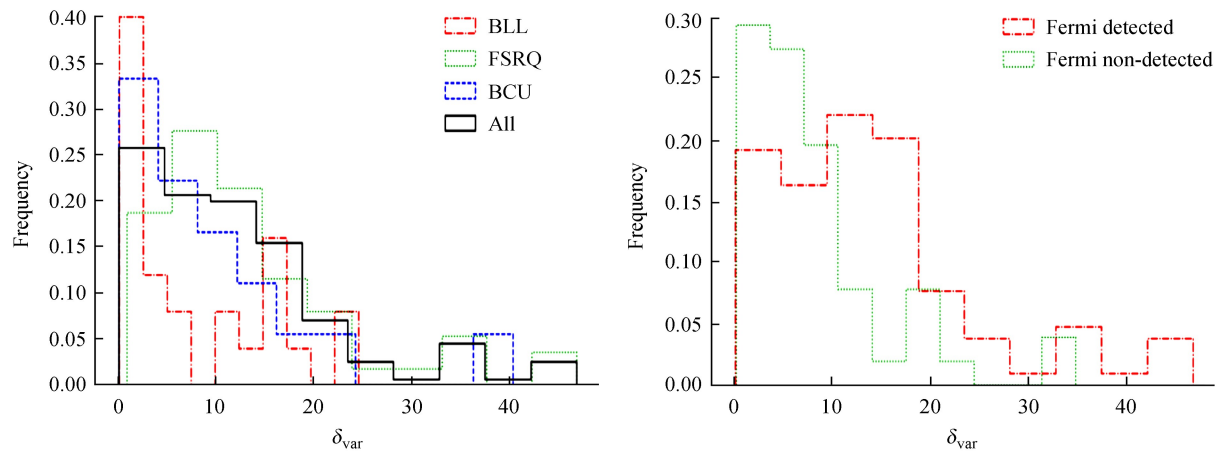 0.40
0.35
0.30
0.25
0.20
0.15
0.10
0.05
0.00
Frequency
BLL
FSRQ
BCU
All
0 10 20 30 40
δvar
0.30
0.25
0.20
0.15
0.10
0.05
0.00
Frequency
Fermi detected
Fermi non-detected
0 10 20 30 40
δvar